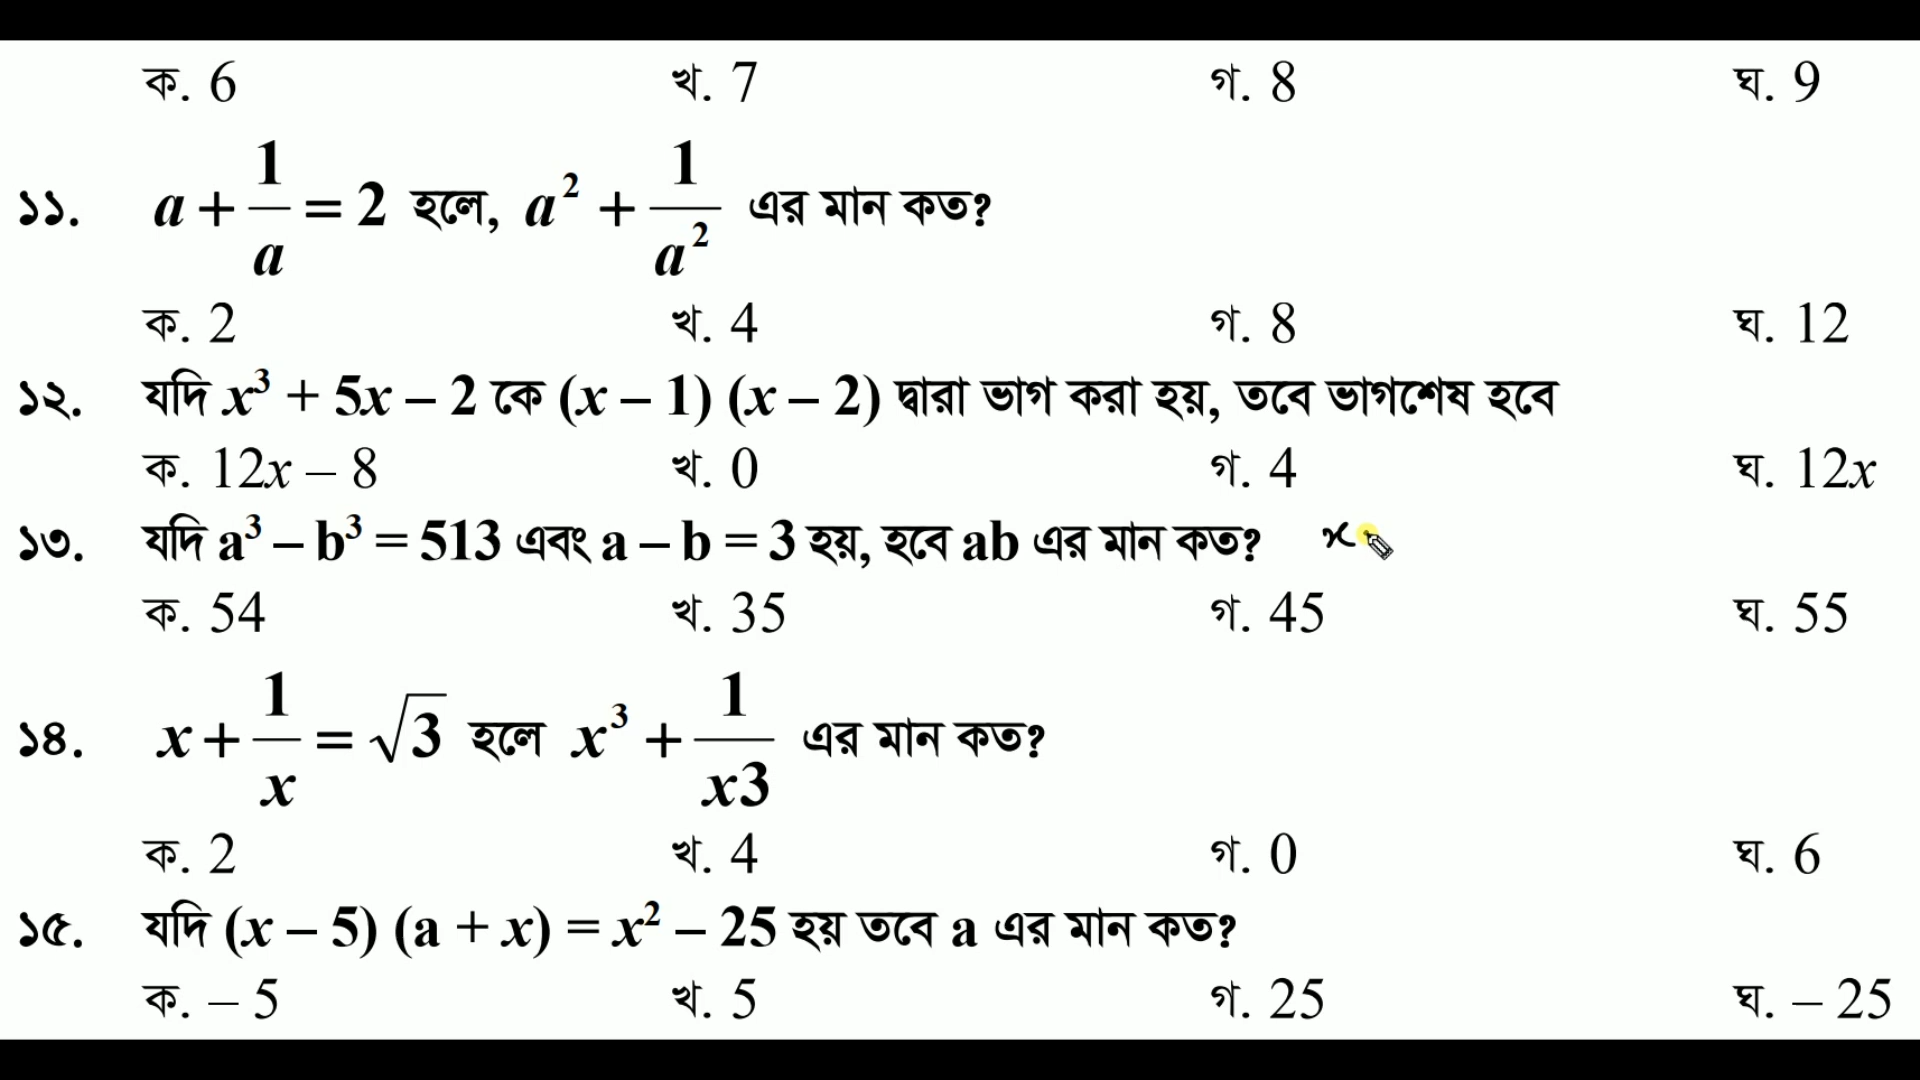 ক. 6 খ. 7 গ. 8 ঘ. 9
১১. a + 1/a = 2 হলে, a² + 1/a² এর মান কত?
ক. 2 খ. 4 গ. 8 ঘ. 12
১২. যদি x³ + 5x – 2 কে (x – 1) (x – 2) দ্বারা ভাগ করা হয়, তবে ভাগশেষ হবে
ক. 12x – 8 খ. 0 গ. 4 ঘ. 12x
১৩. যদি a³ – b³ = 513 এবং a – b = 3 হয়, হবে ab এর মান কত? x
ক. 54 খ. 35 গ. 45 ঘ. 55
১৪. x + 1/x = √3 হলে x³ + 1/x3 এর মান কত?
ক. 2 খ. 4 গ. 0 ঘ. 6
১৫. যদি (x – 5) (a + x) = x² – 25 হয় তবে a এর মান কত?
ক. – 5 খ. 5 গ. 25 ঘ. – 25